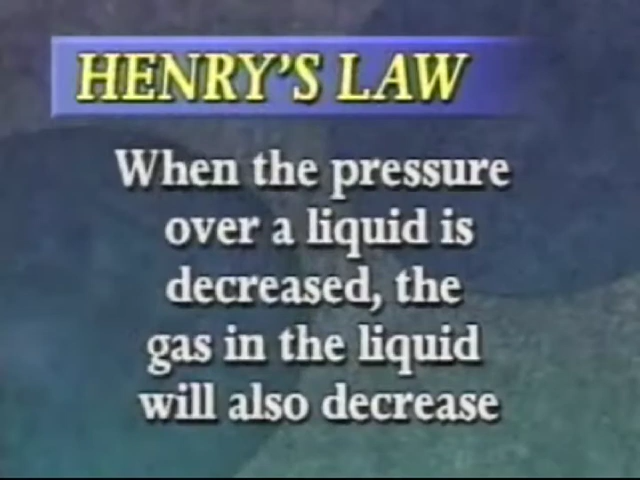 HENRY'S LAW
When the pressure
over a liquid is
decreased, the
gas in the liquid
will also decrease